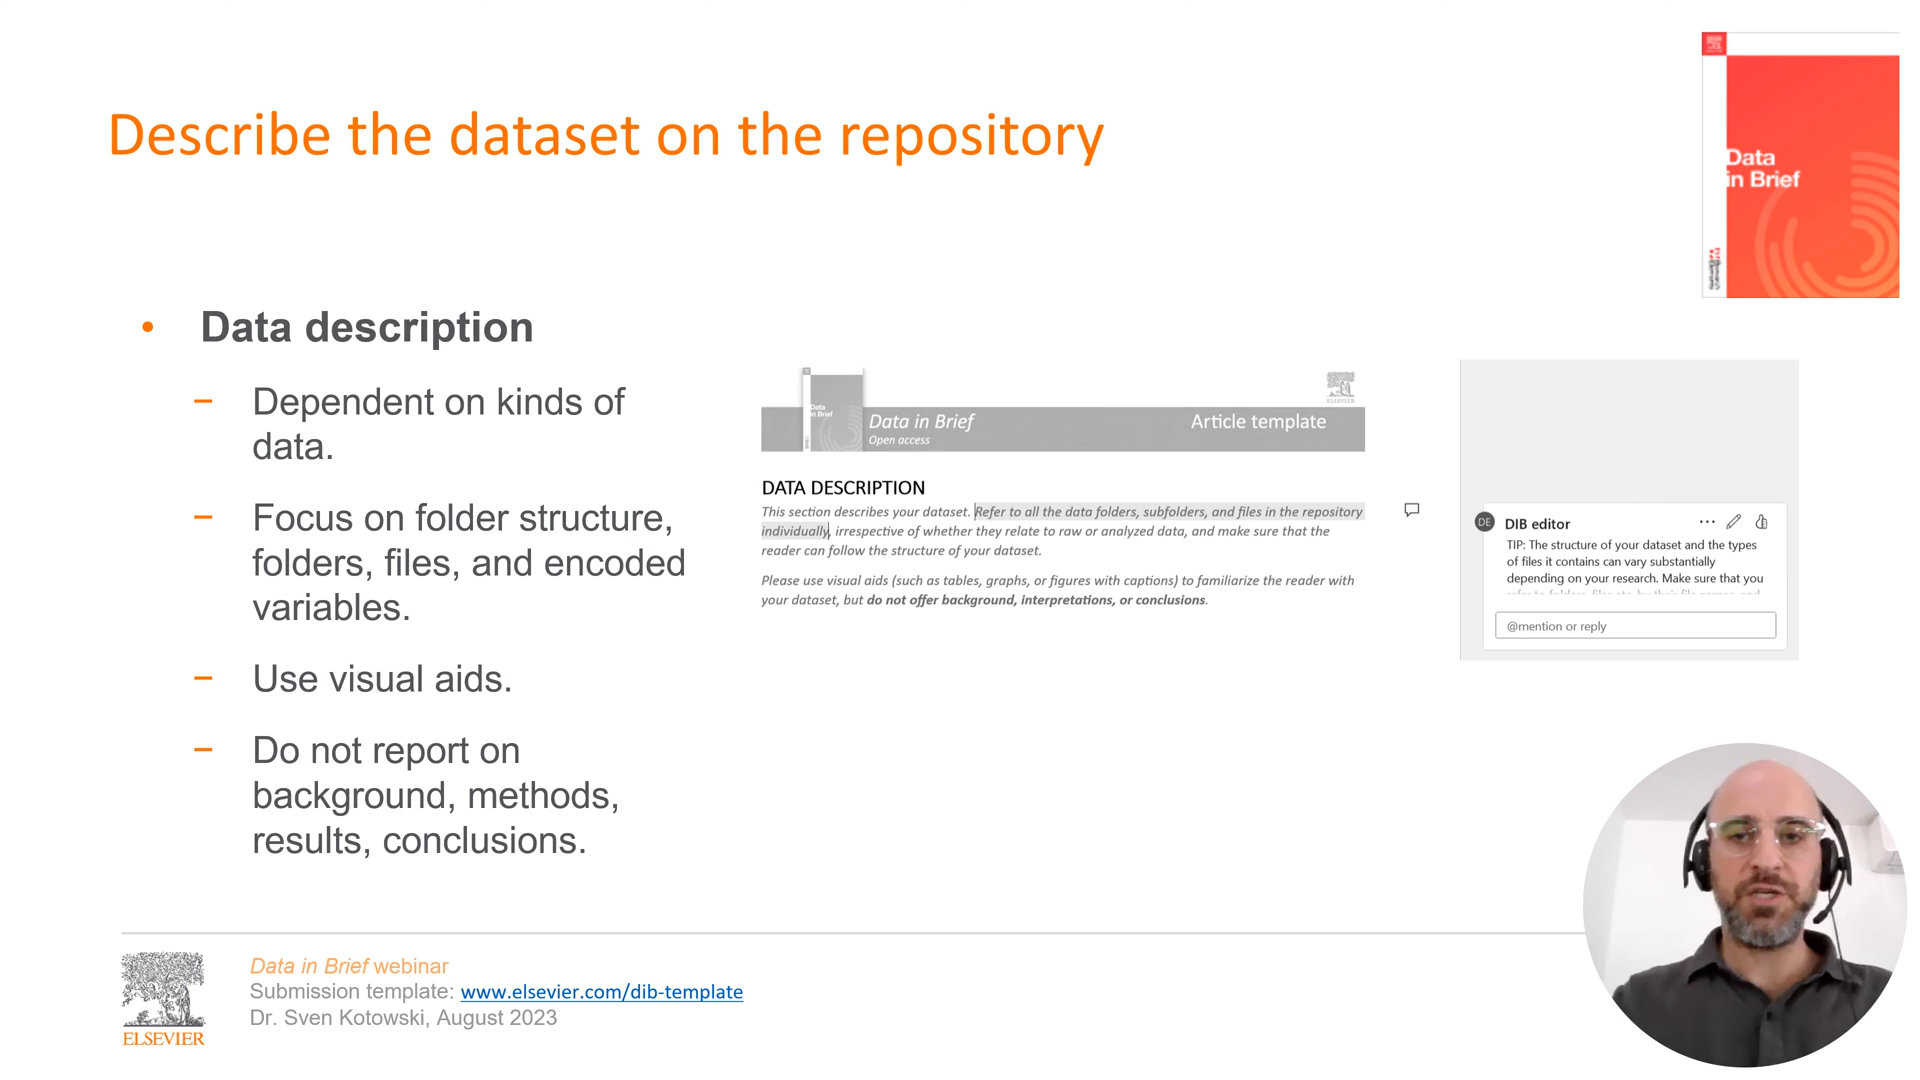 Describe the dataset on the repository
Data
in Brief
• Data description
– Dependent on kinds of
data.
– Focus on folder structure,
folders, files, and encoded
variables.
– Use visual aids.
– Do not report on
background, methods,
results, conclusions.
Data
in Brief
Data in Brief
Open access
Article template
ELSEVIER
DATA DESCRIPTION
This section describes your dataset. Refer to all the data folders, subfolders, and files in the repository
individually, irrespective of whether they relate to raw or analyzed data, and make sure that the
reader can follow the structure of your dataset.
Please use visual aids (such as tables, graphs, or figures with captions) to familiarize the reader with
your dataset, but do not offer background, interpretations, or conclusions.
DE
DIB editor
TIP: The structure of your dataset and the types
of files it contains can vary substantially
depending on your research. Make sure that you
@mention or reply
ELSEVIER
Data in Brief webinar
Submission template: www.elsevier.com/dib-template
Dr. Sven Kotowski, August 2023